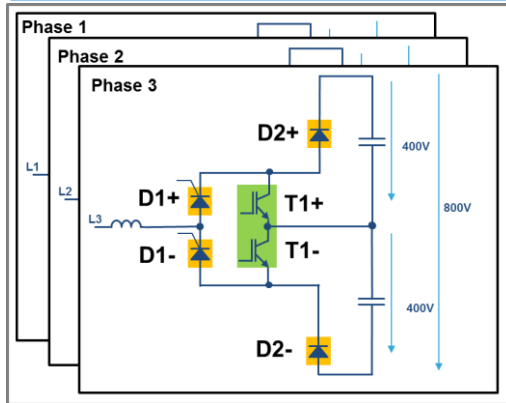 Phase 1
Phase 2
Phase 3
D2+
400V
L1
D1+
T1+
L2
800V
L3
D1-
T1-
400V
D2-